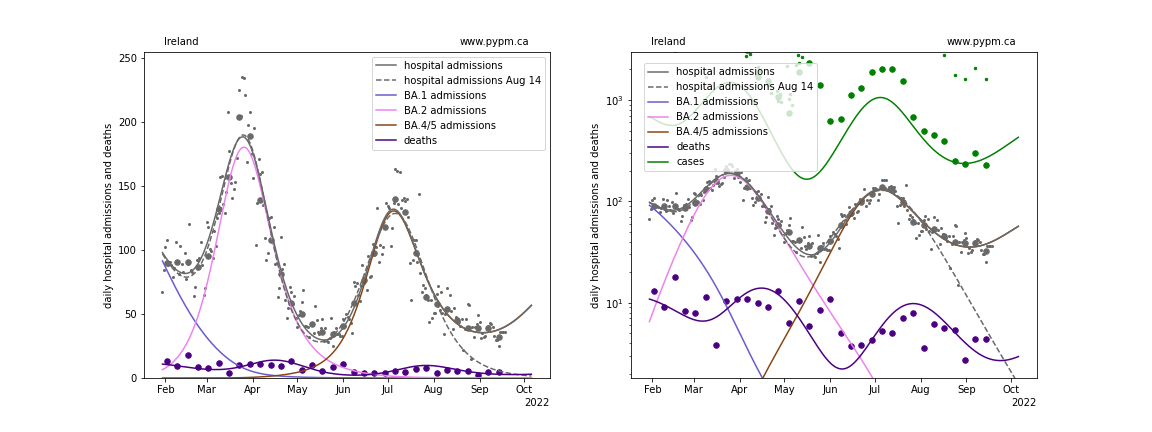 Ireland
www.pypm.ca
daily hospital admissions and deaths
250
200
150
100
50
0
hospital admissions
hospital admissions Aug 14
BA.1 admissions
BA.2 admissions
BA.4/5 admissions
deaths
Feb Mar Apr May Jun Jul Aug Sep Oct
2022
Ireland
www.pypm.ca
daily hospital admissions and deaths
10³
10²
10¹
hospital admissions
hospital admissions Aug 14
BA.1 admissions
BA.2 admissions
BA.4/5 admissions
deaths
cases
Feb Mar Apr May Jun Jul Aug Sep Oct
2022